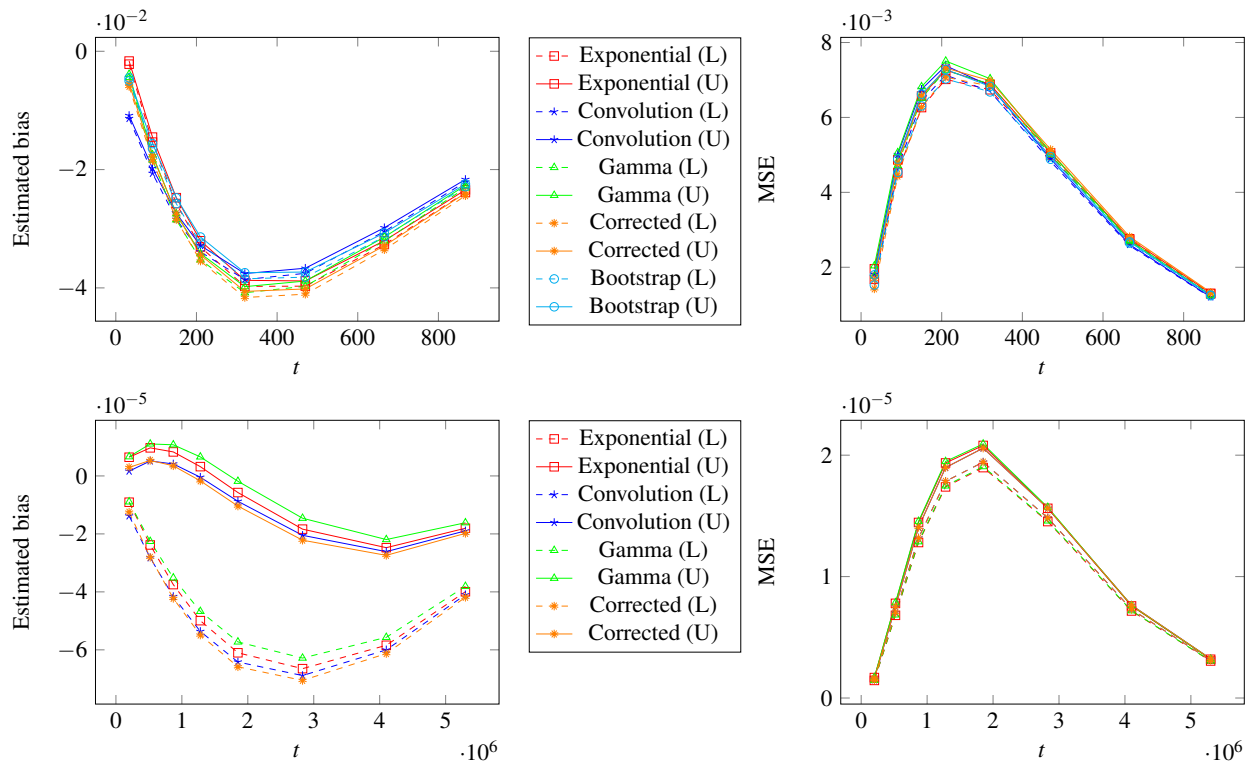 ·10⁻²
0
−2
−4
0 200 400 600 800
t
Estimated bias
Exponential (L)
Exponential (U)
Convolution (L)
Convolution (U)
Gamma (L)
Gamma (U)
Corrected (L)
Corrected (U)
Bootstrap (L)
Bootstrap (U)
·10⁻³
8
6
4
2
0 200 400 600 800
t
MSE
·10⁻⁵
0
−2
−4
−6
0 1 2 3 4 5
t
·10⁶
Estimated bias
Exponential (L)
Exponential (U)
Convolution (L)
Convolution (U)
Gamma (L)
Gamma (U)
Corrected (L)
Corrected (U)
·10⁻⁵
2
1
0
0 1 2 3 4 5
t
·10⁶
MSE